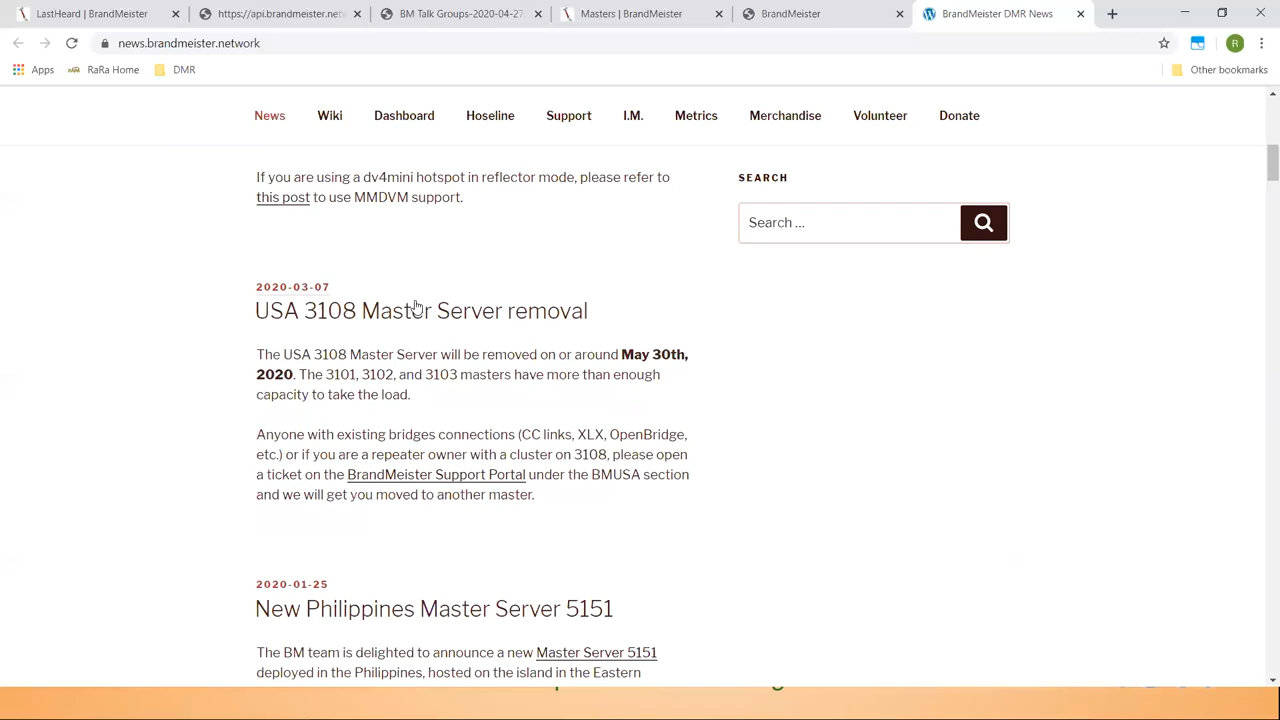 LastHeard | BrandMeister
https://api.brandmeister.net
BM Talk Groups-2020-04-27
Masters | BrandMeister
BrandMeister
BrandMeister DMR News
news.brandmeister.network
R
Apps
RaRa Home
DMR
Other bookmarks
News
Wiki
Dashboard
Hoseline
Support
I.M.
Metrics
Merchandise
Volunteer
Donate
If you are using a dv4mini hotspot in reflector mode, please refer to
this post to use MMDVM support.
SEARCH
Search …
2020-03-07
USA 3108 Master Server removal
The USA 3108 Master Server will be removed on or around May 30th,
2020. The 3101, 3102, and 3103 masters have more than enough
capacity to take the load.
Anyone with existing bridges connections (CC links, XLX, OpenBridge,
etc.) or if you are a repeater owner with a cluster on 3108, please open
a ticket on the BrandMeister Support Portal under the BMUSA section
and we will get you moved to another master.
2020-01-25
New Philippines Master Server 5151
The BM team is delighted to announce a new Master Server 5151
deployed in the Philippines, hosted on the island in the Eastern